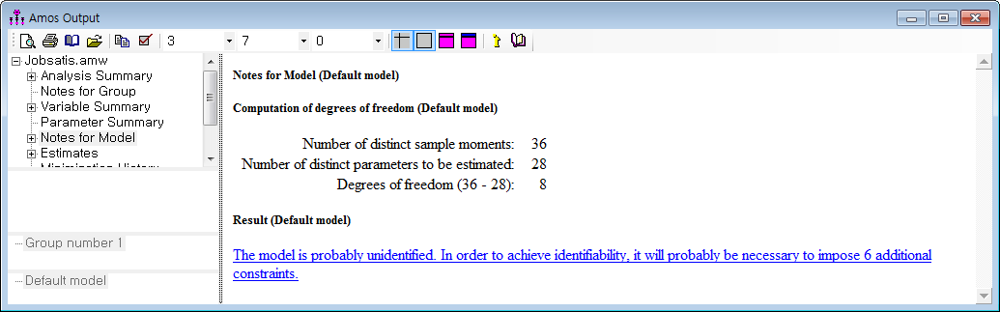 Amos Output
3 7 0
Jobsatis.amw
Analysis Summary
Notes for Group
Variable Summary
Parameter Summary
Notes for Model
Estimates
Minimization History
Group number 1
Default model
Notes for Model (Default model)
Computation of degrees of freedom (Default model)
Number of distinct sample moments: 36
Number of distinct parameters to be estimated: 28
Degrees of freedom (36 - 28): 8
Result (Default model)
The model is probably unidentified. In order to achieve identifiability, it will probably be necessary to impose 6 additional
constraints.